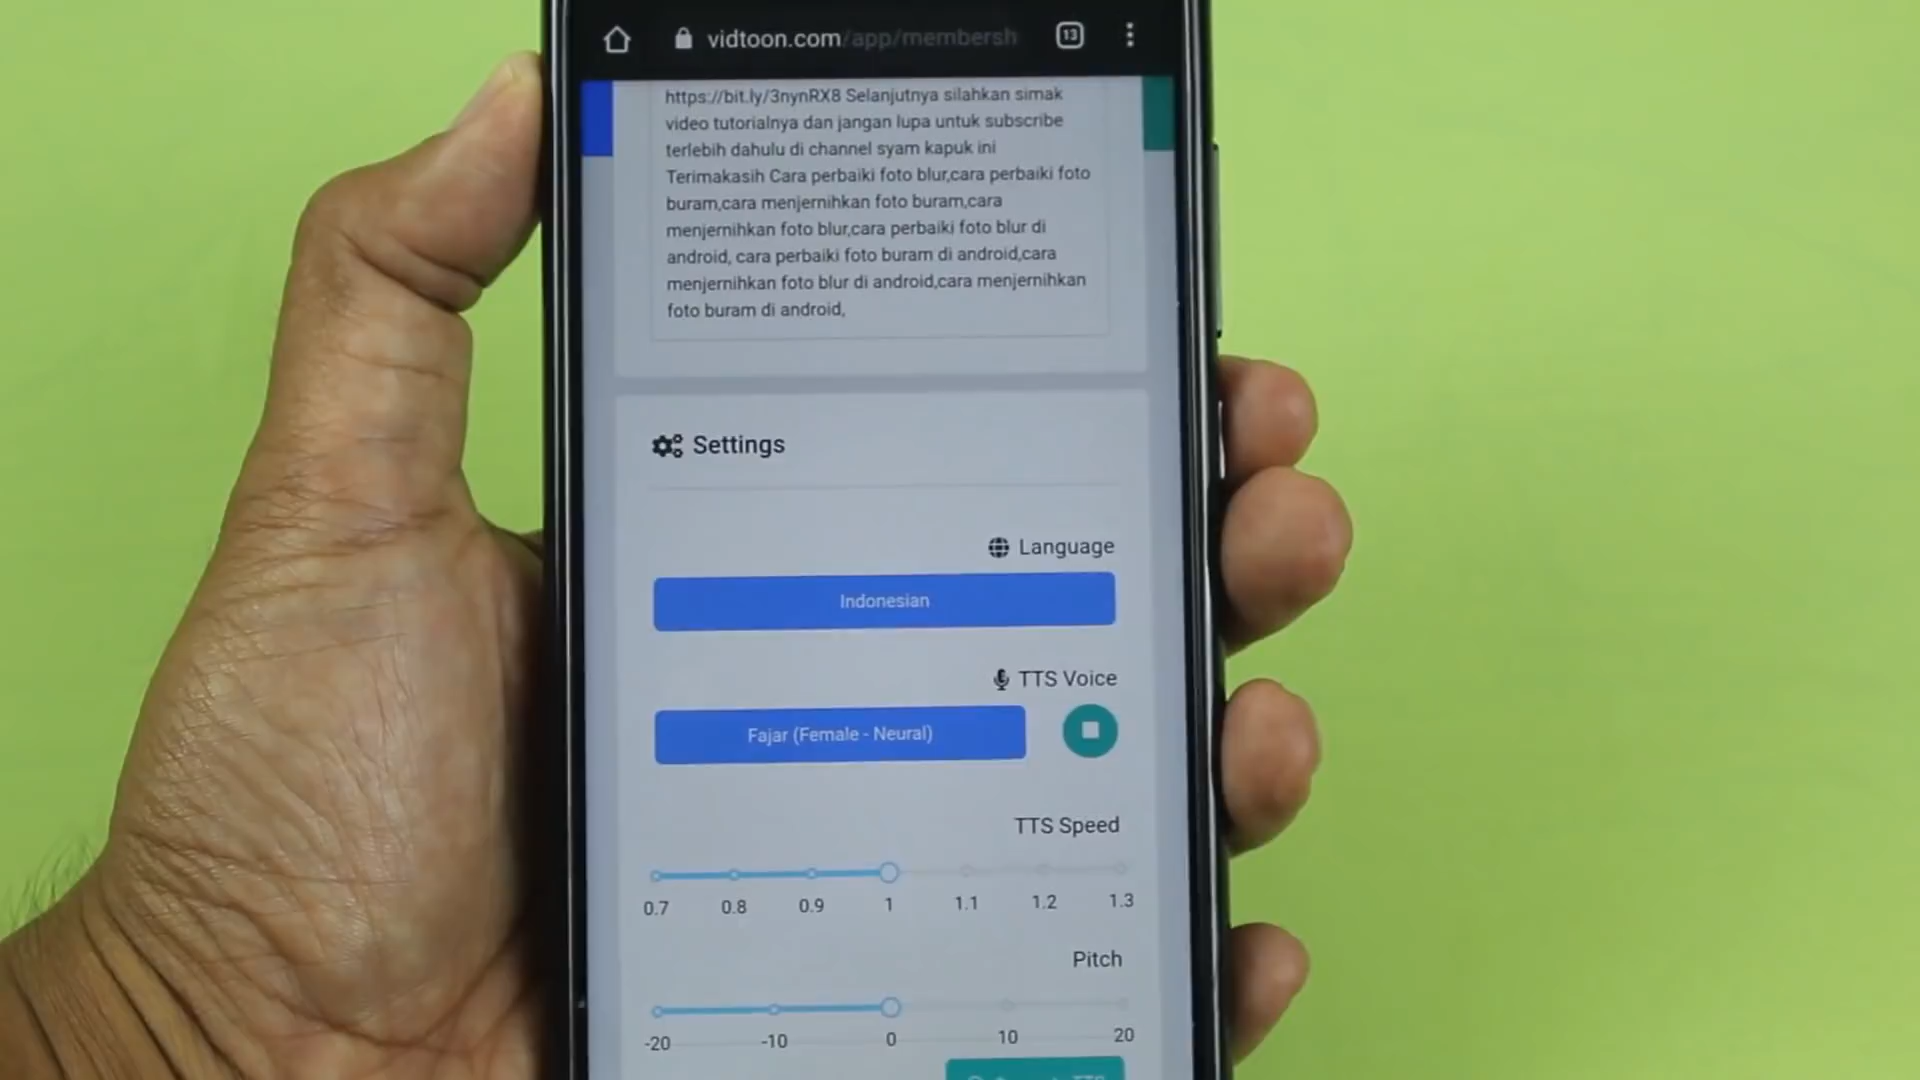 vidtoon.com/app/membersh
13
https://bit.ly/3nynRX8 Selanjutnya silahkan simak
video tutorialnya dan jangan lupa untuk subscribe
terlebih dahulu di channel syam kapuk ini
Terimakasih Cara perbaiki foto blur,cara perbaiki foto
buram,cara menjernihkan foto buram,cara
menjernihkan foto blur,cara perbaiki foto blur di
android, cara perbaiki foto buram di android,cara
menjernihkan foto blur di android,cara menjernihkan
foto buram di android,
Settings
Language
Indonesian
TTS Voice
Fajar (Female - Neural)
TTS Speed
0.7 0.8 0.9 1 1.1 1.2 1.3
Pitch
-20 -10 0 10 20